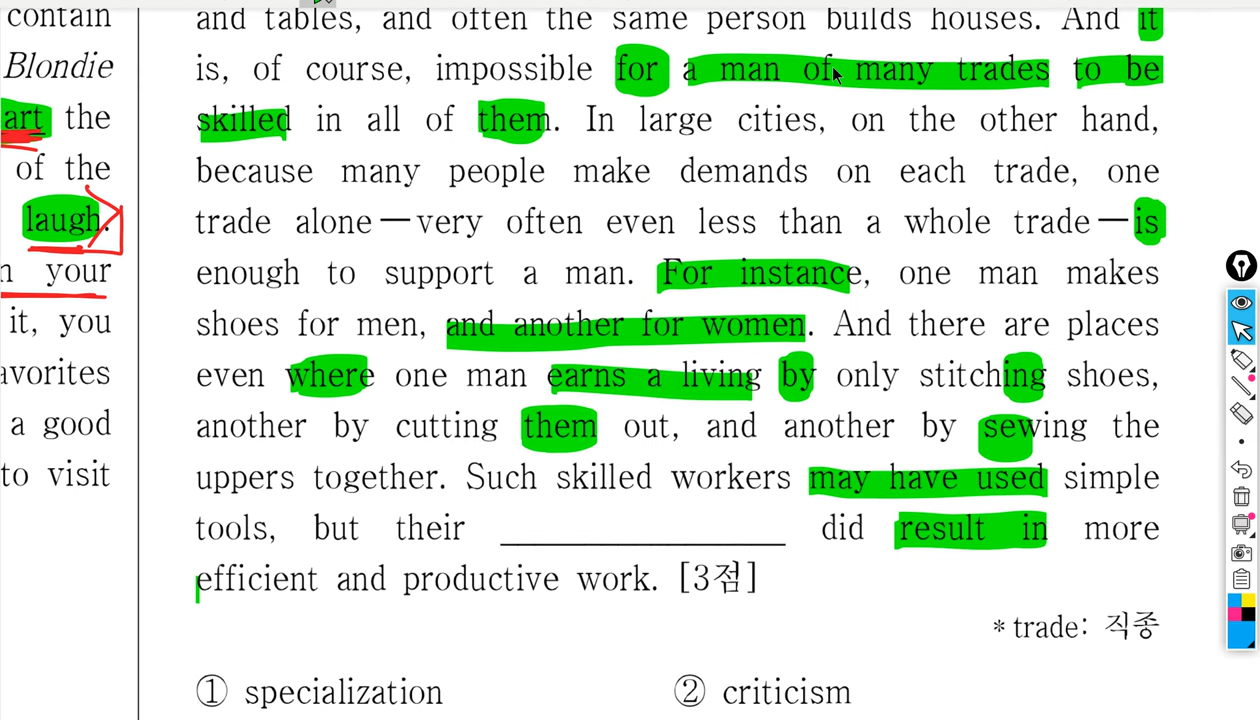 contain
Blondie
art the
of the
laugh.
n your
it, you
avorites
a good
to visit
and tables, and often the same person builds houses. And it
is, of course, impossible for a man of many trades to be
skilled in all of them. In large cities, on the other hand,
because many people make demands on each trade, one
trade alone—very often even less than a whole trade—is
enough to support a man. For instance, one man makes
shoes for men, and another for women. And there are places
even where one man earns a living by only stitching shoes,
another by cutting them out, and another by sewing the
uppers together. Such skilled workers may have used simple
tools, but their ______________ did result in more
efficient and productive work. [3점]
* trade: 직종
① specialization ② criticism